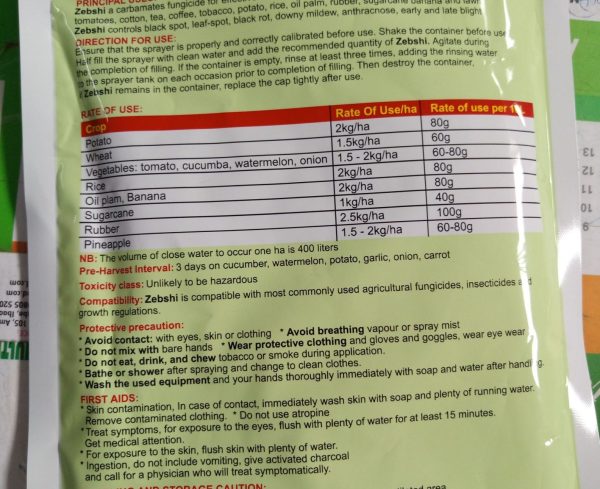 PRINCIPAL
Zebshi a carbamates fungicide for
tomatoes, cotton, tea, coffee, tobacco, potato, rice, oil palm, rubber, sugarcane banana and
Zebshi controls black spot, leaf-spot, black rot, downy mildew, anthracnose, early and late blight
DIRECTION FOR USE:
Ensure that the sprayer is properly and correctly calibrated before use. Shake the container before use
Half fill the sprayer with clean water and add the recommended quantity of Zebshi. Agitate during
the completion of filling. If the container is empty, rinse at least three times, adding the rinsing water
to the sprayer tank on each occasion prior to completion of filling. Then destroy the container,
Zebshi remains in the container, replace the cap tightly after use.
RATE OF USE:
Crop Rate Of Use/ha Rate of use per
Potato 2kg/ha 80g
Wheat 1.5kg/ha 60g
Vegetables: tomato, cucumba, watermelon, onion 1.5 - 2kg/ha 60-80g
Rice 2kg/ha 80g
Oil plam, Banana 2kg/ha 80g
Sugarcane 1kg/ha 40g
Rubber 2.5kg/ha 100g
Pineapple 1.5 - 2kg/ha 60-80g
NB: The volume of close water to occur one ha is 400 liters
Pre-Harvest Interval: 3 days on cucumber, watermelon, potato, garlic, onion, carrot
Toxicity class: Unlikely to be hazardous
Compatibility: Zebshi is compatible with most commonly used agricultural fungicides, insecticides and
growth regulations.
Protective precaution:
* Avoid contact: with eyes, skin or clothing * Avoid breathing vapour or spray mist
* Do not mix with bare hands * Wear protective clothing and gloves and goggles, wear eye wear
* Do not eat, drink, and chew tobacco or smoke during application.
* Bathe or shower after spraying and change to clean clothes.
* Wash the used equipment and your hands thoroughly immediately with soap and water after handling.
FIRST AIDS:
* Skin contamination, In case of contact, immediately wash skin with soap and plenty of running water.
Remove contaminated clothing. * Do not use atropine
* Treat symptoms, for exposure to the eyes, flush with plenty of water for at least 15 minutes.
Get medical attention.
* For exposure to the skin, flush skin with plenty of water.
* Ingestion, do not include vomiting, give activated charcoal
and call for a physician who will treat symptomatically.
AND STORAGE CAUTION:
area
13
12
11
10
9